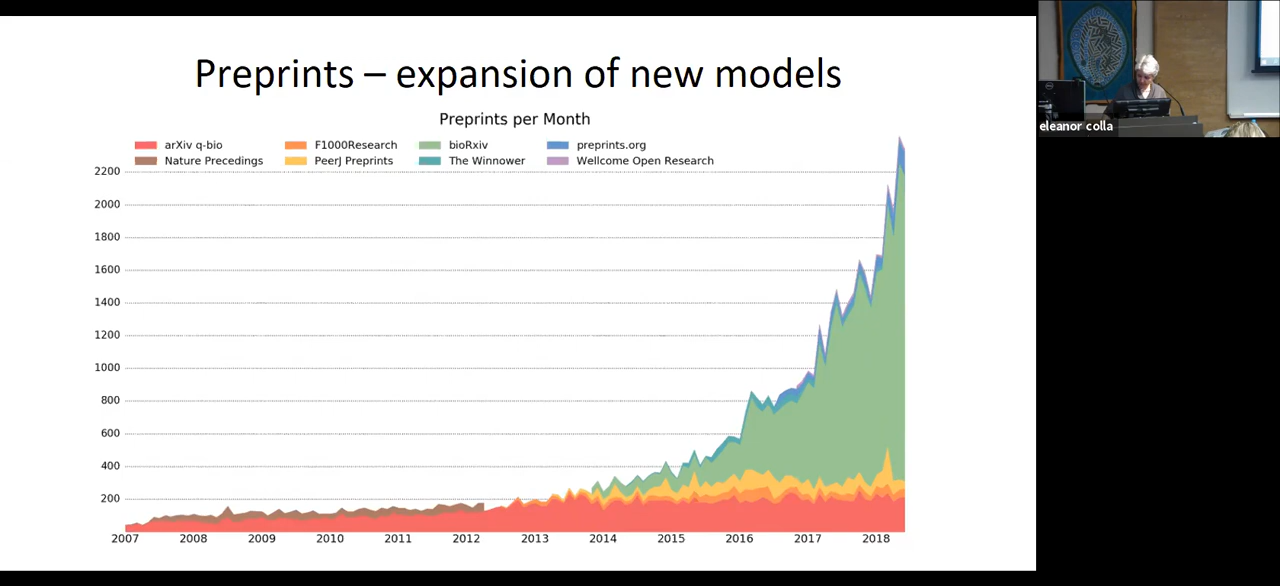 Preprints – expansion of new models
Preprints per Month
arXiv q-bio F1000Research bioRxiv preprints.org
Nature Precedings PeerJ Preprints The Winnower Wellcome Open Research
2200
2000
1800
1600
1400
1200
1000
800
600
400
200
2007 2008 2009 2010 2011 2012 2013 2014 2015 2016 2017 2018
eleanor colla